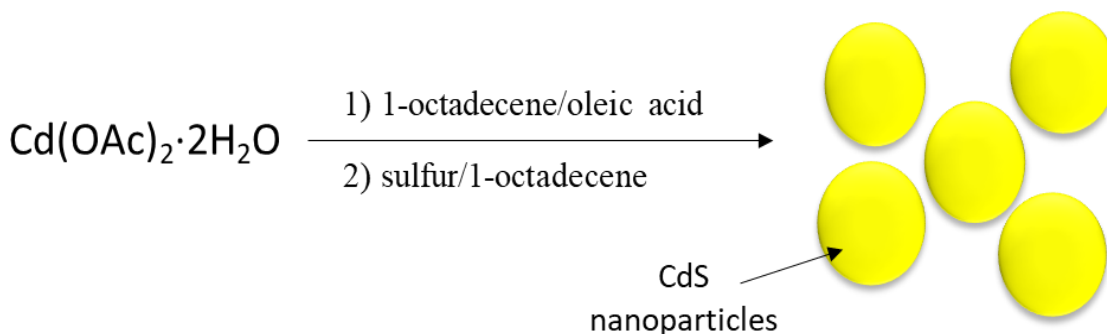 Cd(OAc)₂·2H₂O
1) 1-octadecene/oleic acid
2) sulfur/1-octadecene
CdS
nanoparticles